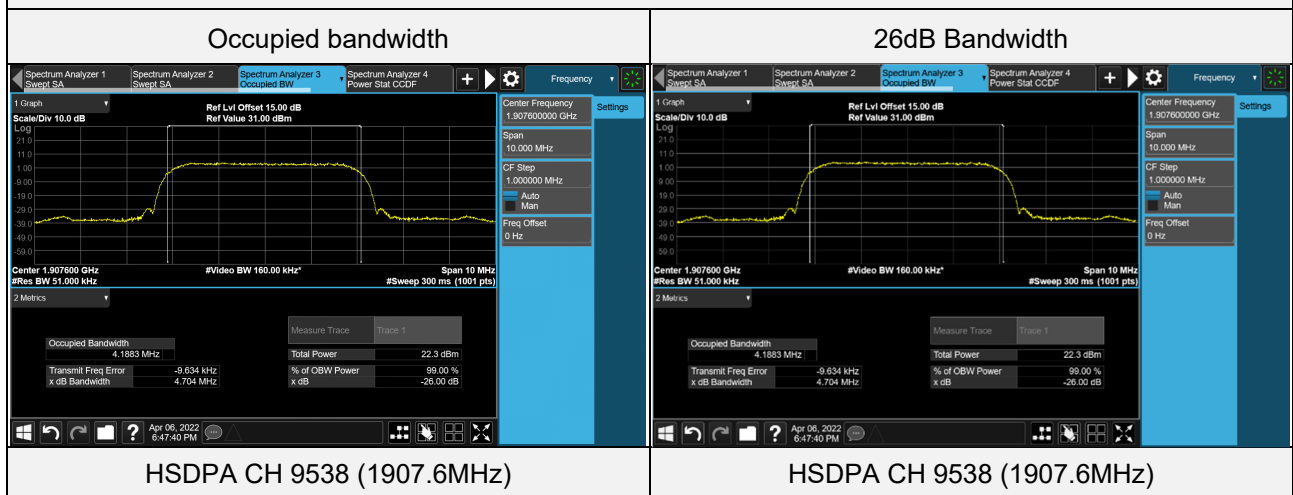 Occupied bandwidth
26dB Bandwidth
Spectrum Analyzer 1
Swept SA
Spectrum Analyzer 2
Swept SA
Spectrum Analyzer 3
Occupied BW
Spectrum Analyzer 4
Power Stat CCDF
+
Frequency
1 Graph
Scale/Div 10.0 dB
Ref Lvl Offset 15.00 dB
Ref Value 31.00 dBm
Log
21.0
11.0
1.00
-9.00
-19.0
-29.0
-39.0
-49.0
-59.0
Center 1.907600 GHz
#Res BW 51.000 kHz
#Video BW 160.00 kHz*
Span 10 MHz
#Sweep 300 ms (1001 pts)
Center Frequency
1.907600000 GHz
Settings
Span
10.000 MHz
CF Step
1.000000 MHz
Auto
Man
Freq Offset
0 Hz
2 Metrics
Measure Trace Trace 1
Occupied Bandwidth
4.1883 MHz
Total Power 22.3 dBm
Transmit Freq Error -9.634 kHz
% of OBW Power 99.00 %
x dB Bandwidth 4.704 MHz
x dB -26.00 dB
?
Apr 06, 2022
6:47:40 PM
Spectrum Analyzer 1
Swept SA
Spectrum Analyzer 2
Swept SA
Spectrum Analyzer 3
Occupied BW
Spectrum Analyzer 4
Power Stat CCDF
+
Frequency
1 Graph
Scale/Div 10.0 dB
Ref Lvl Offset 15.00 dB
Ref Value 31.00 dBm
Log
21.0
11.0
1.00
-9.00
-19.0
-29.0
-39.0
-49.0
-59.0
Center 1.907600 GHz
#Res BW 51.000 kHz
#Video BW 160.00 kHz*
Span 10 MHz
#Sweep 300 ms (1001 pts)
Center Frequency
1.907600000 GHz
Settings
Span
10.000 MHz
CF Step
1.000000 MHz
Auto
Man
Freq Offset
0 Hz
2 Metrics
Measure Trace Trace 1
Occupied Bandwidth
4.1883 MHz
Total Power 22.3 dBm
Transmit Freq Error -9.634 kHz
% of OBW Power 99.00 %
x dB Bandwidth 4.704 MHz
x dB -26.00 dB
?
Apr 06, 2022
6:47:40 PM
HSDPA CH 9538 (1907.6MHz)
HSDPA CH 9538 (1907.6MHz)